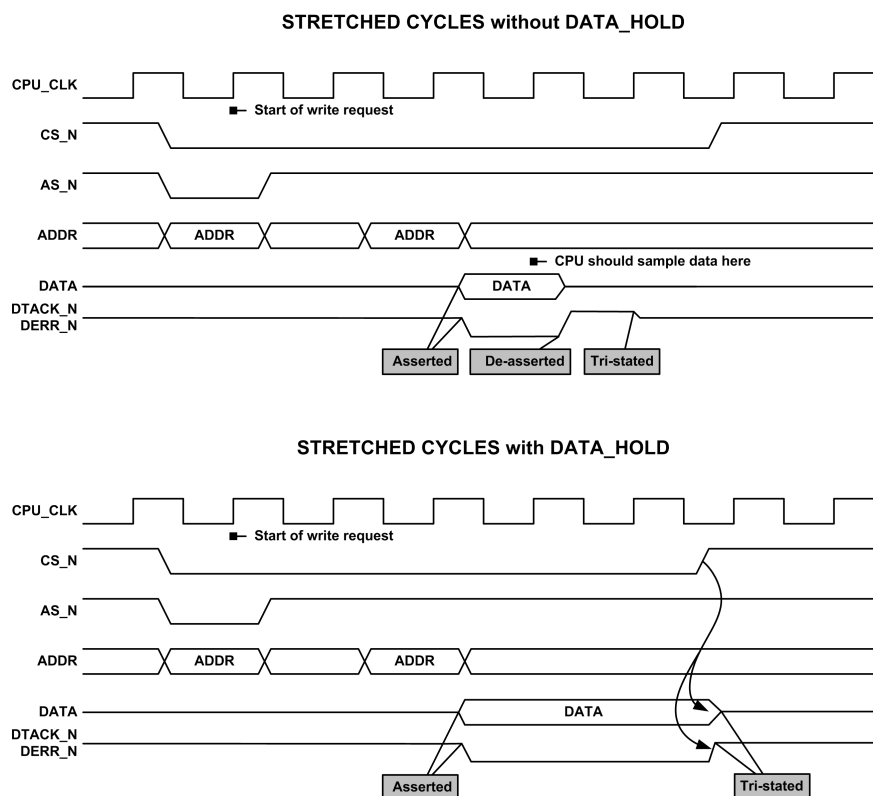 STRETCHED CYCLES without DATA_HOLD
CPU_CLK
Start of write request
CS_N
AS_N
ADDR ADDR ADDR
CPU should sample data here
DATA DATA
DTACK_N
DERR_N
Asserted De-asserted Tri-stated
STRETCHED CYCLES with DATA_HOLD
CPU_CLK
Start of write request
CS_N
AS_N
ADDR ADDR ADDR
DATA DATA
DTACK_N
DERR_N
Asserted Tri-stated